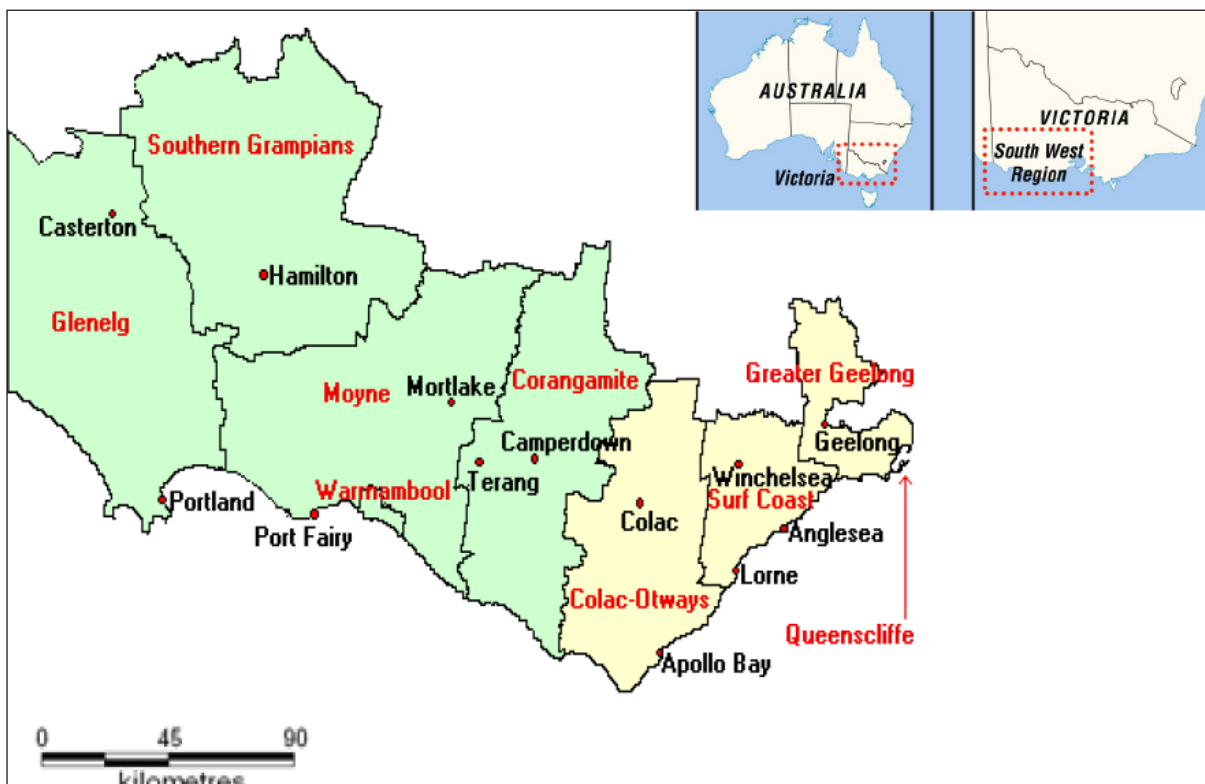 AUSTRALIA
Victoria
VICTORIA
South West
Region
Southern Grampians
Casterton
Hamilton
Glenelg
Moyne
Mortlake
Corangamite
Greater Geelong
Camperdown
Geelong
Terang
Winchelsea
Warrnambool
Surf Coast
Portland
Port Fairy
Colac
Anglesea
Lorne
Colac-Otways
Queenscliffe
Apollo Bay
0 45 90
kilometres